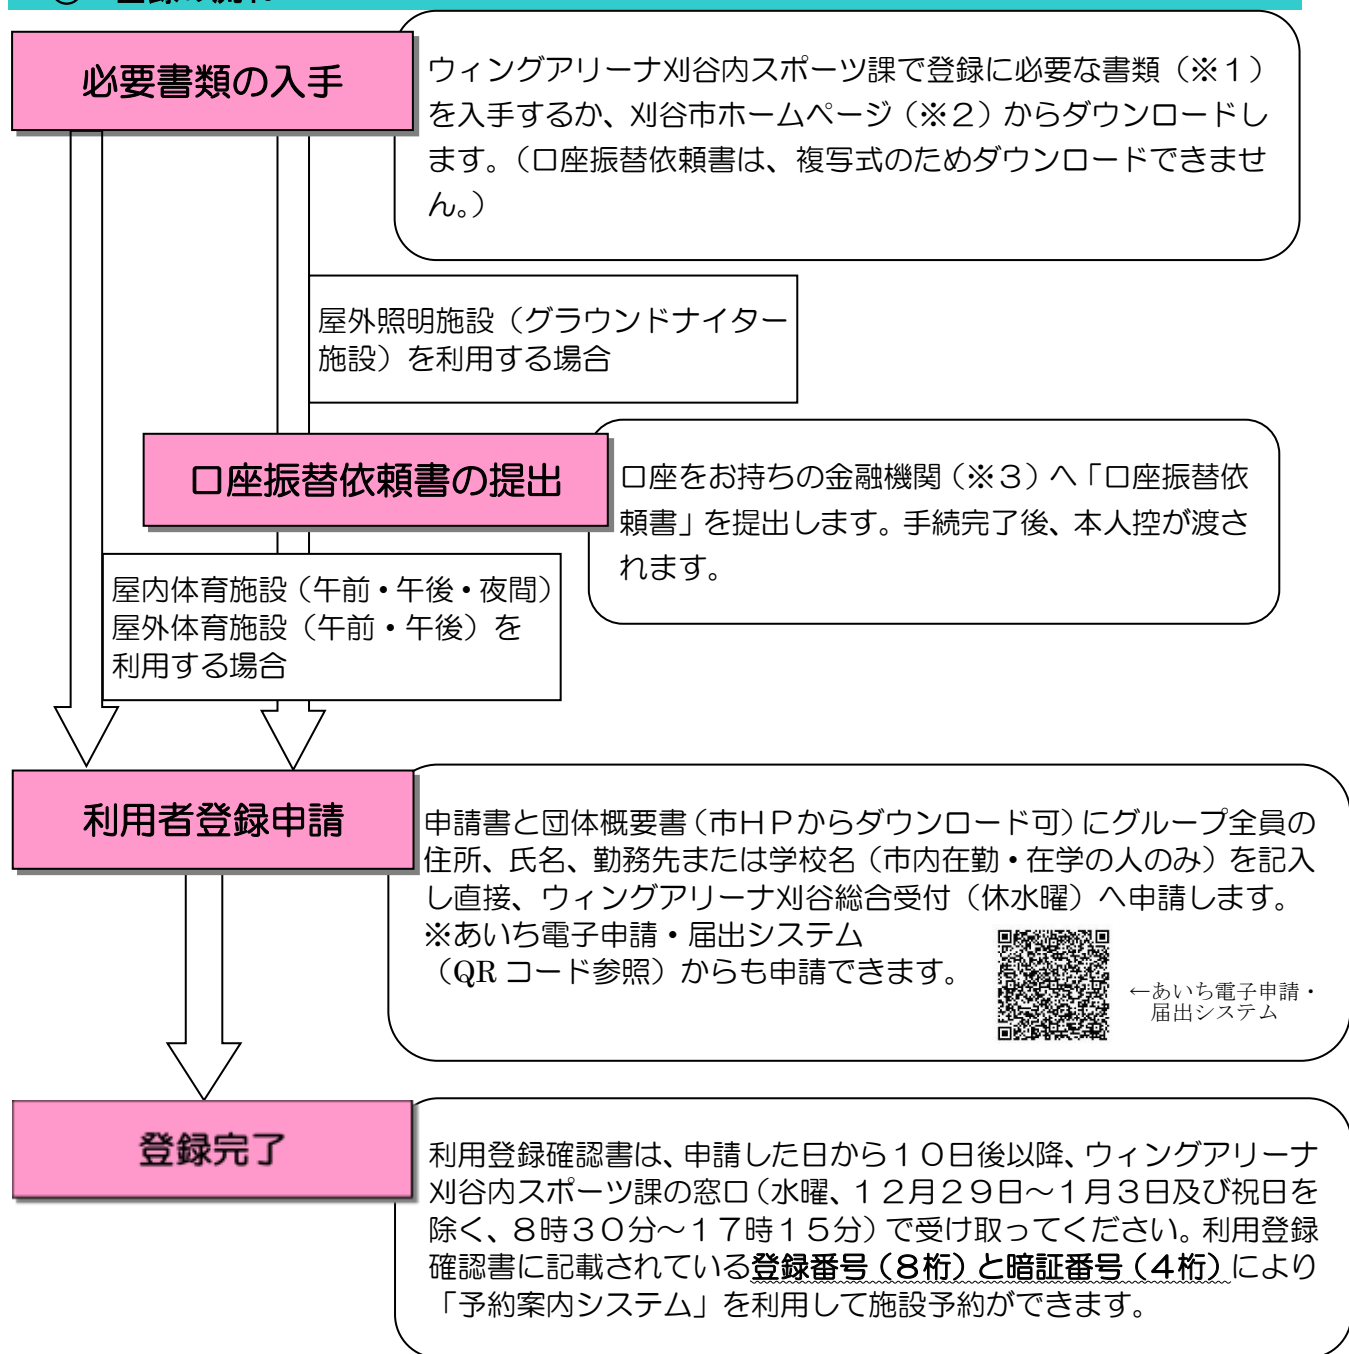 必要書類の入手
ウィングアリーナ刈谷内スポーツ課で登録に必要な書類（※１）
を入手するか、刈谷市ホームページ（※２）からダウンロードし
ます。（口座振替依頼書は、複写式のためダウンロードできませ
ん。）
屋外照明施設（グラウンドナイター
施設）を利用する場合
口座振替依頼書の提出
口座をお持ちの金融機関（※３）へ「口座振替依
頼書」を提出します。手続完了後、本人控が渡さ
れます。
屋内体育施設（午前・午後・夜間）
屋外体育施設（午前・午後）を
利用する場合
利用者登録申請
申請書と団体概要書（市ＨＰからダウンロード可）にグループ全員の
住所、氏名、勤務先または学校名（市内在勤・在学の人のみ）を記入
し直接、ウィングアリーナ刈谷総合受付（休水曜）へ申請します。
※あいち電子申請・届出システム
（QR コード参照）からも申請できます。
←あいち電子申請・
届出システム
登録完了
利用登録確認書は、申請した日から１０日後以降、ウィングアリーナ
刈谷内スポーツ課の窓口（水曜、１２月２９日～１月３日及び祝日を
除く、８時３０分～１７時１５分）で受け取ってください。利用登録
確認書に記載されている登録番号（８桁）と暗証番号（４桁）により
「予約案内システム」を利用して施設予約ができます。